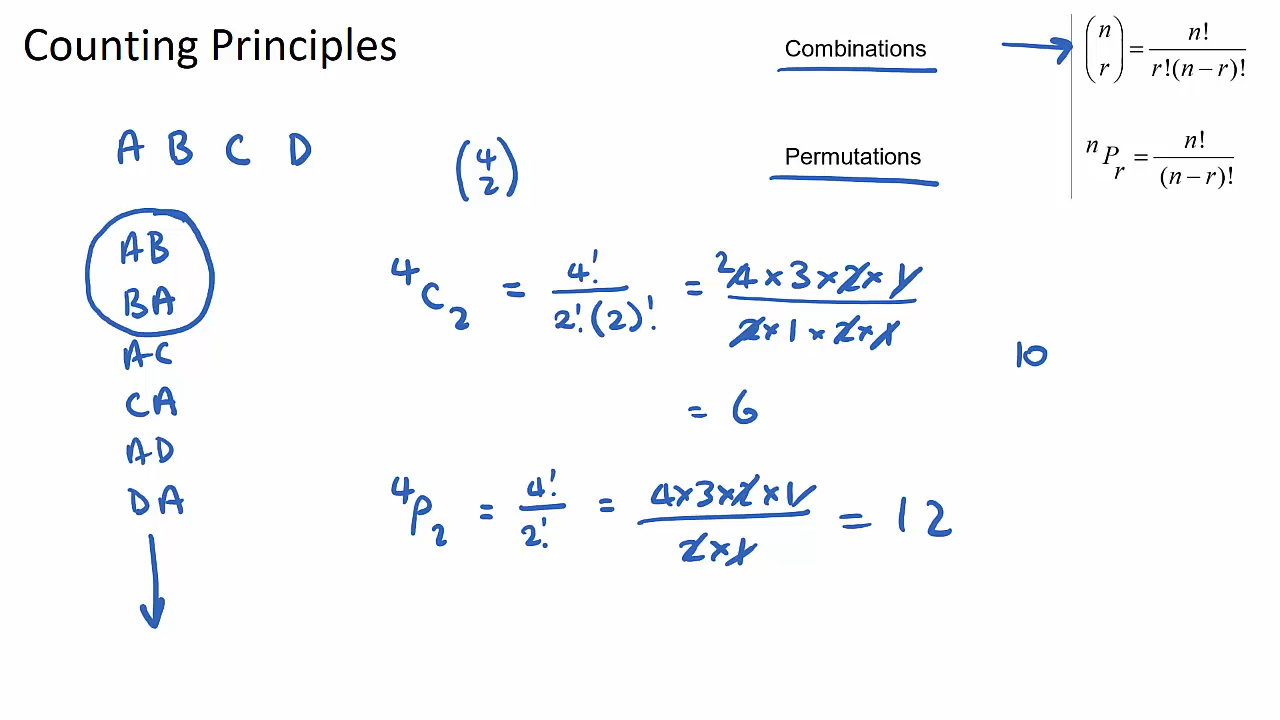 Counting Principles
Combinations
(n r) = n! / r!(n − r)!
Permutations
nPr = n! / (n − r)!
A B C D
(4 2)
AB
BA
AC
CA
AD
DA
4C2 = 4! / 2!(2)! = 2 4 × 3 × 2 × 1 / 2 × 1 × 2 × 1
= 6
10
4P2 = 4! / 2! = 4 × 3 × 2 × 1 / 2 × 1 = 12